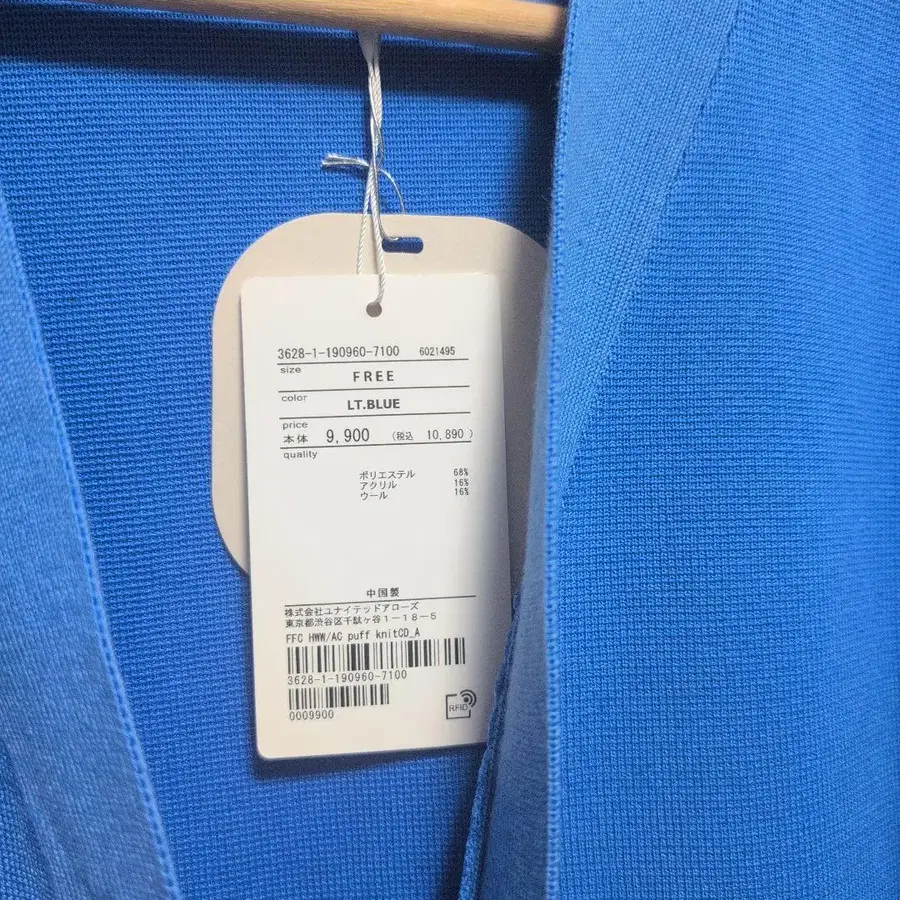 3628-1-190960-7100 6021495
size
FREE
color
LT.BLUE
price
本体 9,900 (税込 10,890 )
quality
ポリエステル 68%
アクリル 16%
ウール 16%
中国製
株式会社ユナイテッドアローズ
東京都渋谷区千駄ヶ谷1-18-5
FFC HWW/AC puff knitCD_A
3628-1-190960-7100
0009900
RFID